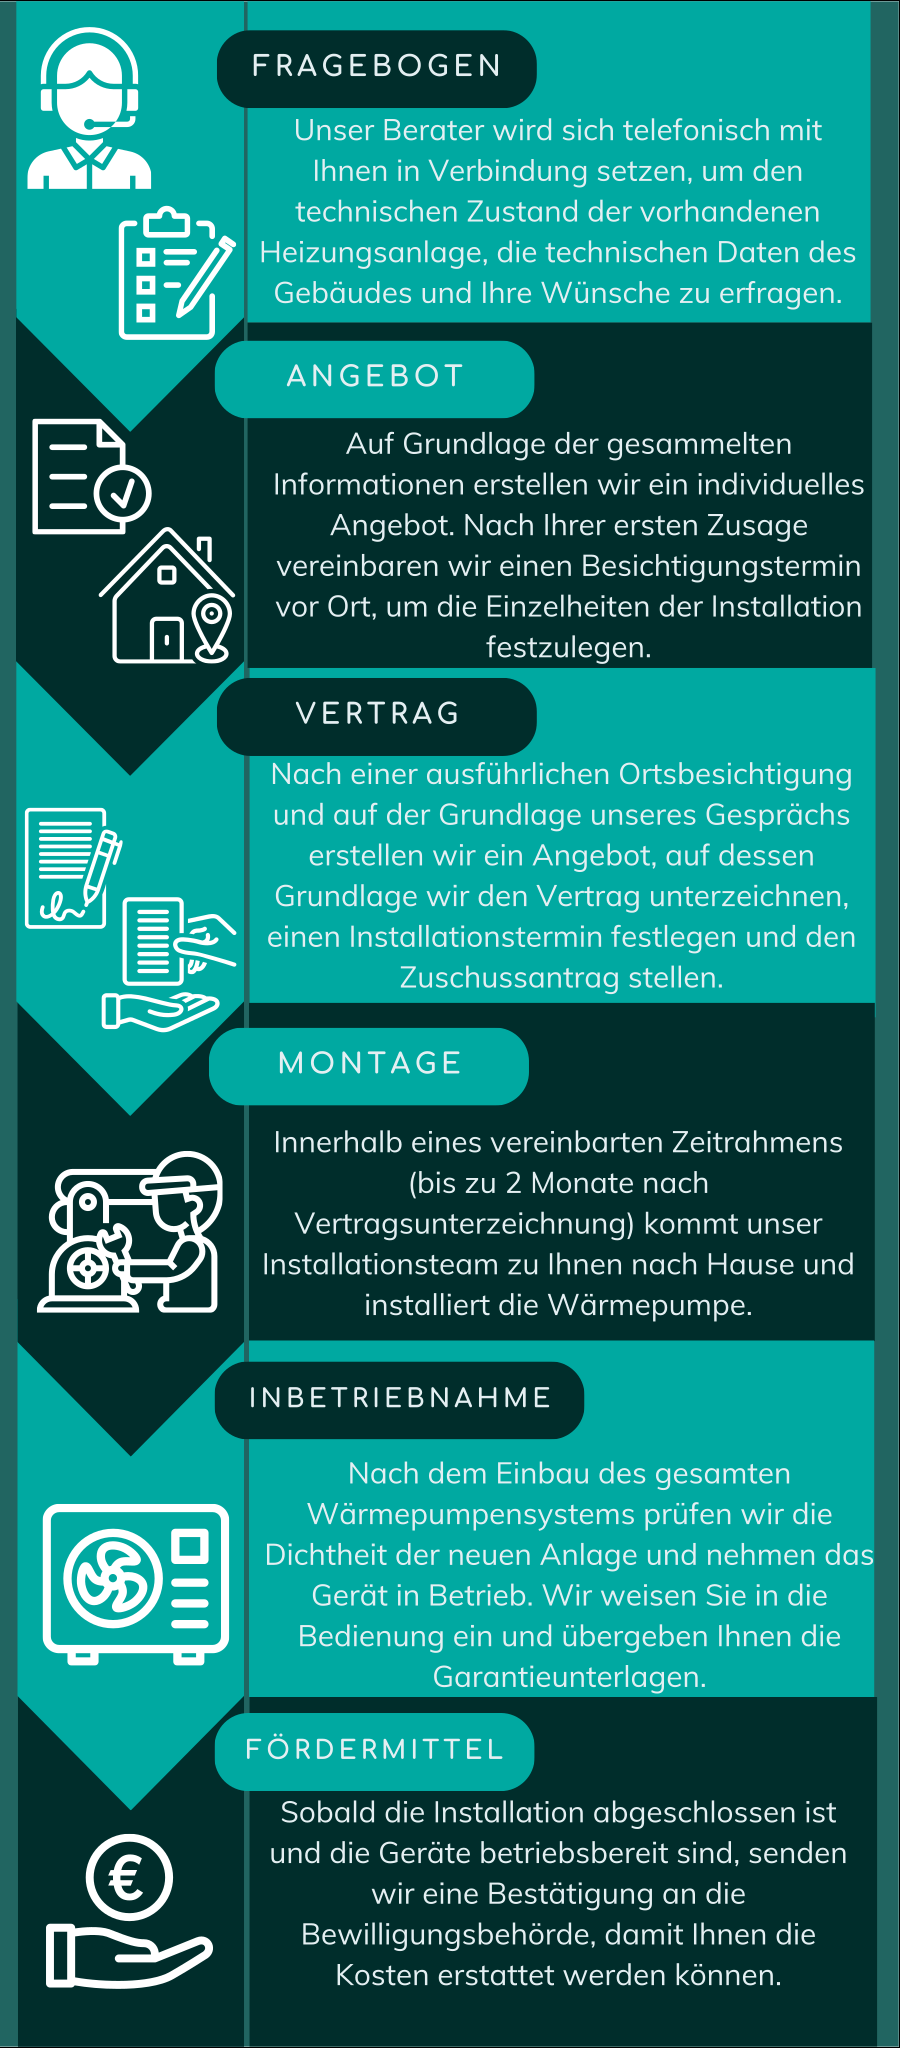 FRAGEBOGEN
Unser Berater wird sich telefonisch mit
Ihnen in Verbindung setzen, um den
technischen Zustand der vorhandenen
Heizungsanlage, die technischen Daten des
Gebäudes und Ihre Wünsche zu erfragen.
ANGEBOT
Auf Grundlage der gesammelten
Informationen erstellen wir ein individuelles
Angebot. Nach Ihrer ersten Zusage
vereinbaren wir einen Besichtigungstermin
vor Ort, um die Einzelheiten der Installation
festzulegen.
VERTRAG
Nach einer ausführlichen Ortsbesichtigung
und auf der Grundlage unseres Gesprächs
erstellen wir ein Angebot, auf dessen
Grundlage wir den Vertrag unterzeichnen,
einen Installationstermin festlegen und den
Zuschussantrag stellen.
MONTAGE
Innerhalb eines vereinbarten Zeitrahmens
(bis zu 2 Monate nach
Vertragsunterzeichnung) kommt unser
Installationsteam zu Ihnen nach Hause und
installiert die Wärmepumpe.
INBETRIEBNAHME
Nach dem Einbau des gesamten
Wärmepumpensystems prüfen wir die
Dichtheit der neuen Anlage und nehmen das
Gerät in Betrieb. Wir weisen Sie in die
Bedienung ein und übergeben Ihnen die
Garantieunterlagen.
FÖRDERMITTEL
Sobald die Installation abgeschlossen ist
und die Geräte betriebsbereit sind, senden
wir eine Bestätigung an die
Bewilligungsbehörde, damit Ihnen die
Kosten erstattet werden können.
€